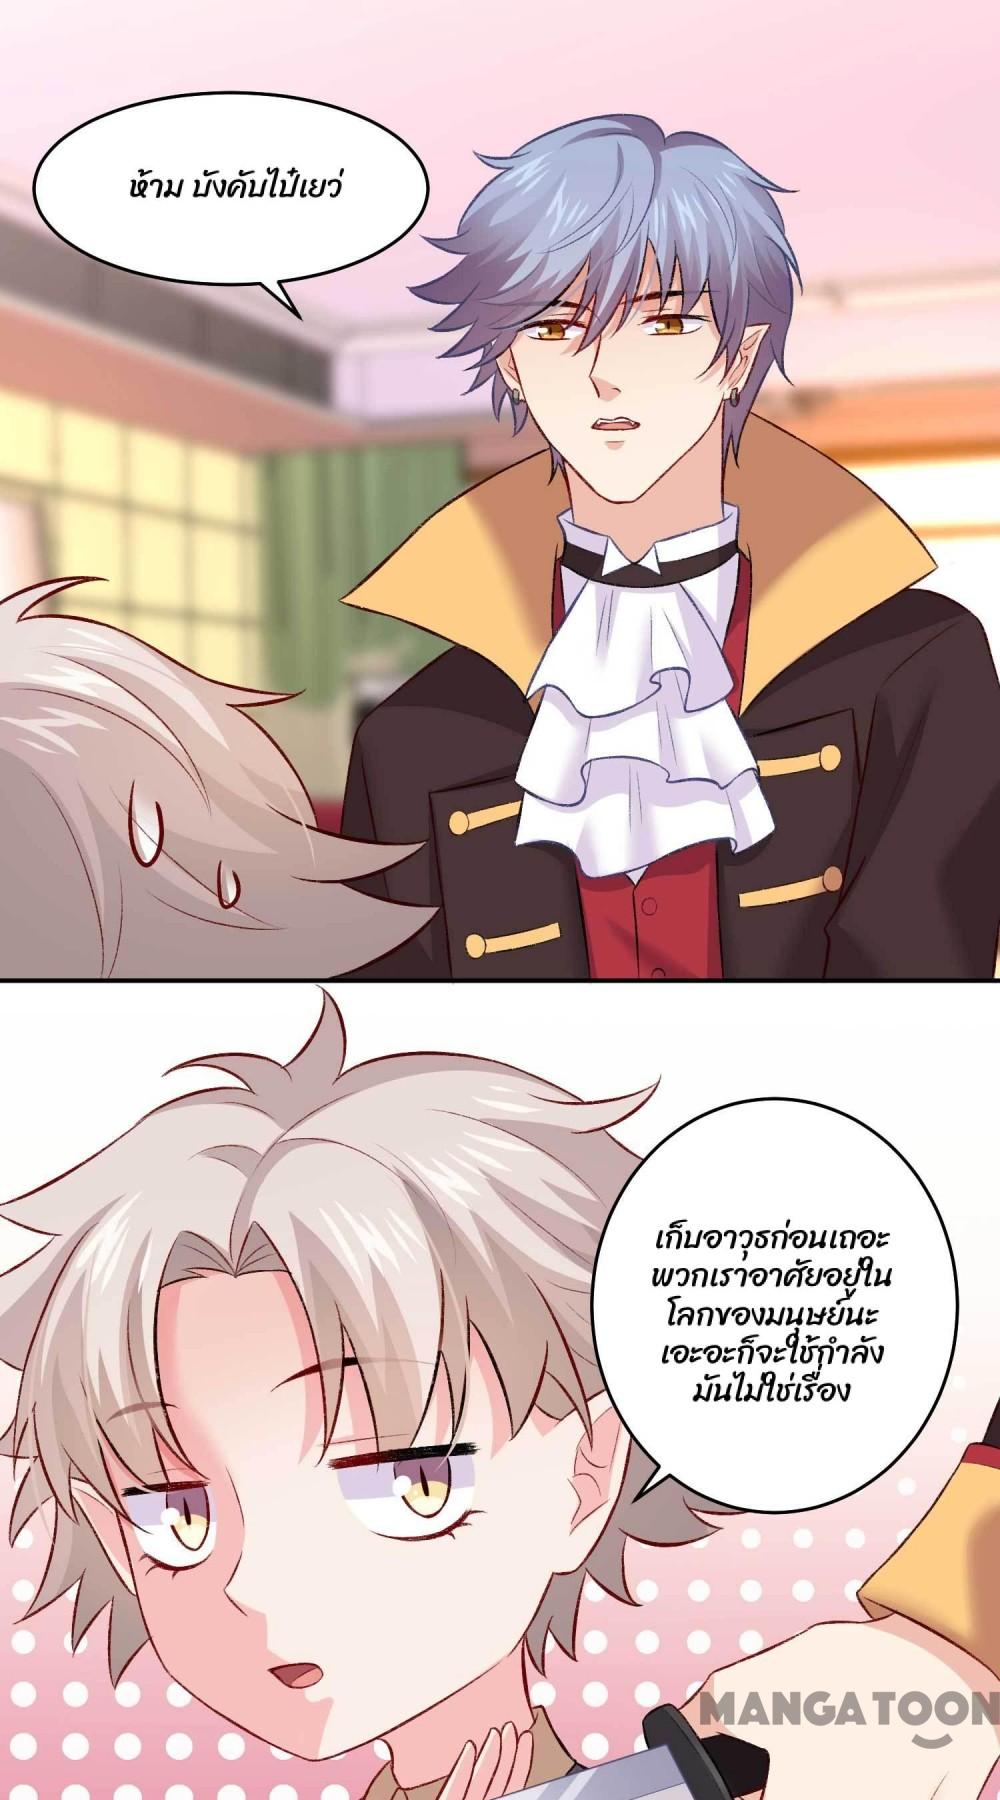 ห้าม บังคับไป๋เยว่
เก็บอาวุธก่อนเถอะ
พวกเราอาศัยอยู่ใน
โลกของมนุษย์นะ
เอะอะก็จะใช้กำลัง
มันไม่ใช่เรื่อง
MANGATOON